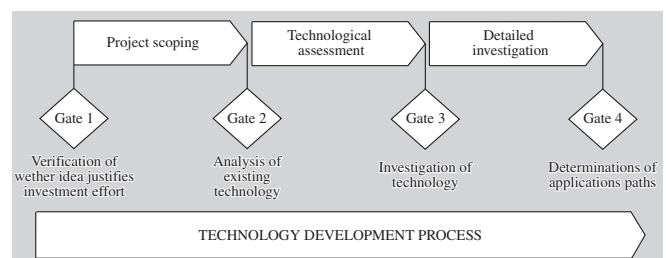 Project scoping
Technological
assessment
Detailed
investigation
Gate 1
Gate 2
Gate 3
Gate 4
Verification of
wether idea justifies
investment effort
Analysis of
existing
technology
Investigation of
technology
Determinations of
applications paths
TECHNOLOGY DEVELOPMENT PROCESS